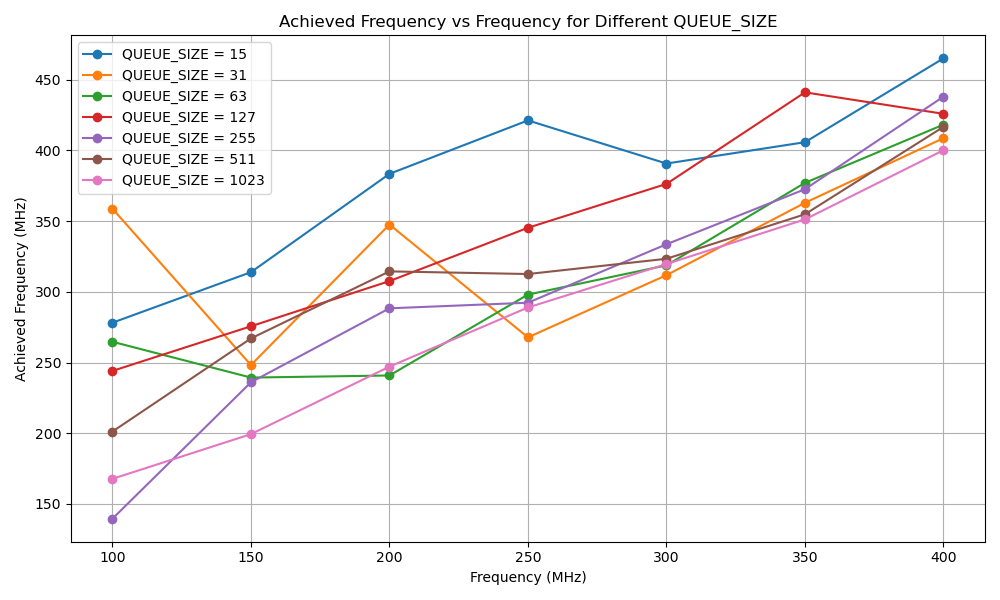 Achieved Frequency vs Frequency for Different QUEUE_SIZE
QUEUE_SIZE = 15
QUEUE_SIZE = 31
QUEUE_SIZE = 63
QUEUE_SIZE = 127
QUEUE_SIZE = 255
QUEUE_SIZE = 511
QUEUE_SIZE = 1023
Achieved Frequency (MHz)
450
400
350
300
250
200
150
100 150 200 250 300 350 400
Frequency (MHz)